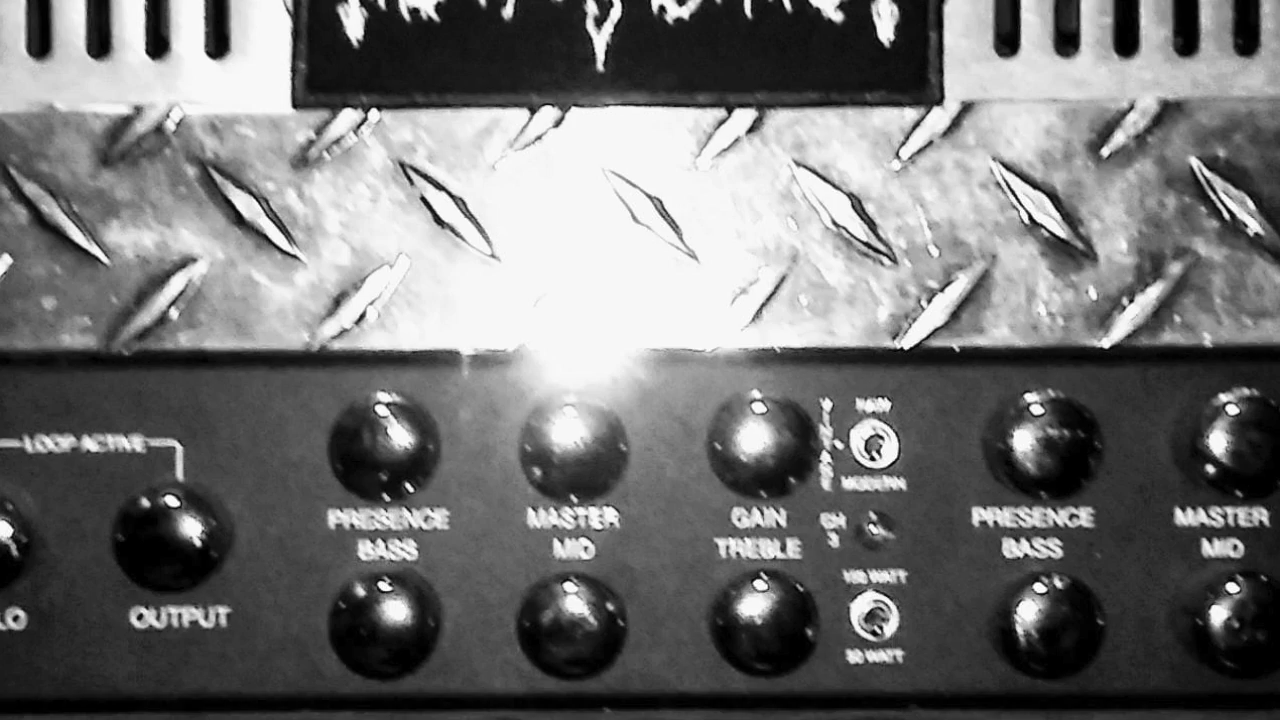 LOOP ACTIVE
LO
OUTPUT
PRESENCE
BASS
MASTER
MID
GAIN
TREBLE
VINTAGE
RAW
MODERN
CH
3
100 WATT
50 WATT
PRESENCE
BASS
MASTER
MID